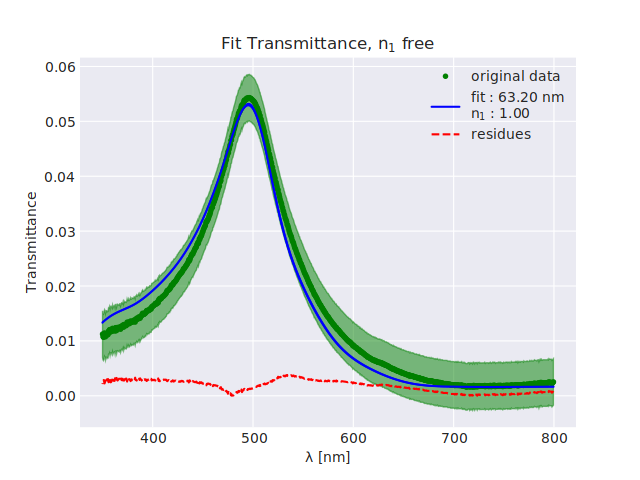 Fit Transmittance, n₁ free
original data
fit : 63.20 nm
n₁ : 1.00
residues
Transmittance
0.06
0.05
0.04
0.03
0.02
0.01
0.00
400
500
600
700
800
λ [nm]